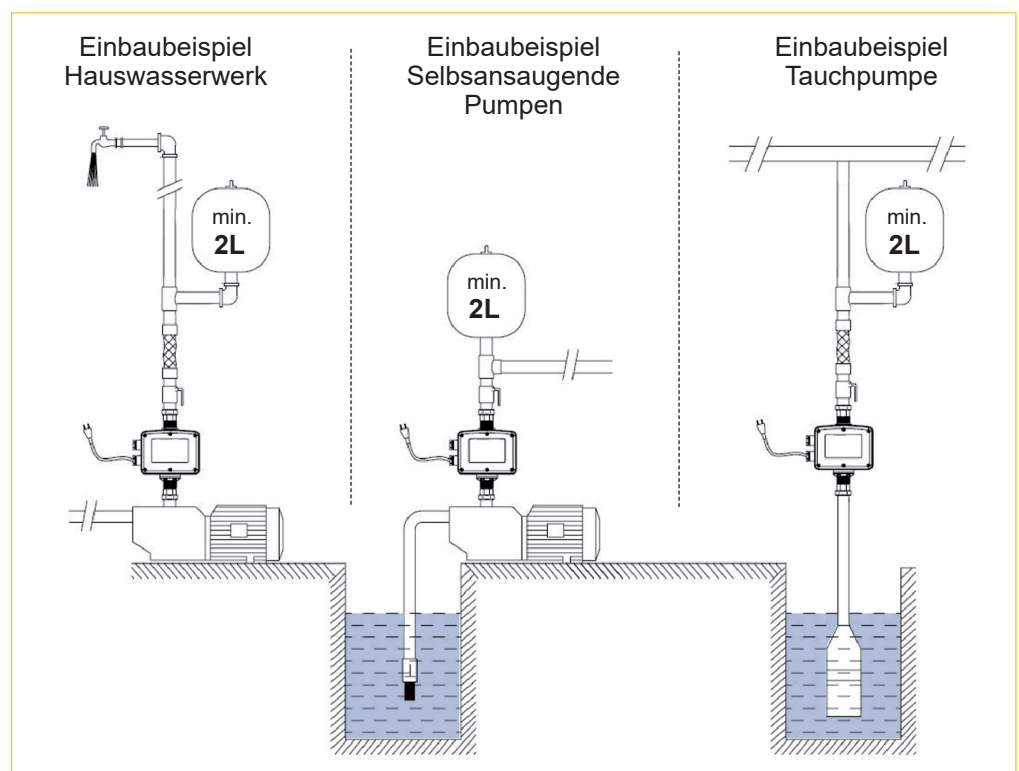 Einbaubeispiel
Hauswasserwerk
Einbaubeispiel
Selbsansaugende
Pumpen
Einbaubeispiel
Tauchpumpe
min.
2L
min.
2L
min.
2L